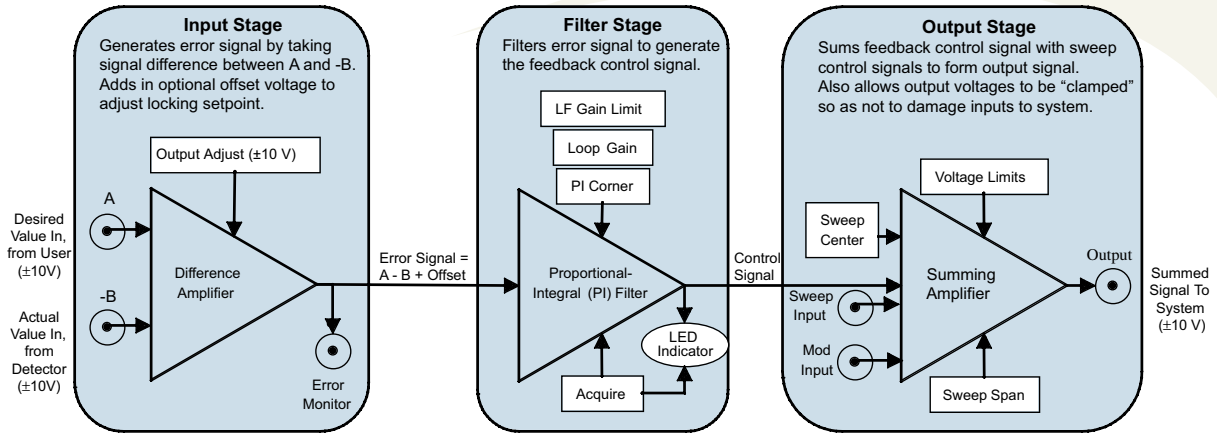 Input Stage
Generates error signal by taking
signal difference between A and -B.
Adds in optional offset voltage to
adjust locking setpoint.
Output Adjust (±10 V)
A
Desired
Value In,
from User
(±10V)
Difference
Amplifier
-B
Actual
Value In,
from
Detector
(±10V)
Error
Monitor
Error Signal =
A - B + Offset
Filter Stage
Filters error signal to generate
the feedback control signal.
LF Gain Limit
Loop Gain
PI Corner
Proportional-
Integral (PI) Filter
LED
Indicator
Acquire
Control
Signal
Output Stage
Sums feedback control signal with sweep
control signals to form output signal.
Also allows output voltages to be “clamped”
so as not to damage inputs to system.
Voltage Limits
Sweep
Center
Summing
Amplifier
Sweep
Input
Mod
Input
Sweep Span
Output
Summed
Signal To
System
(±10 V)